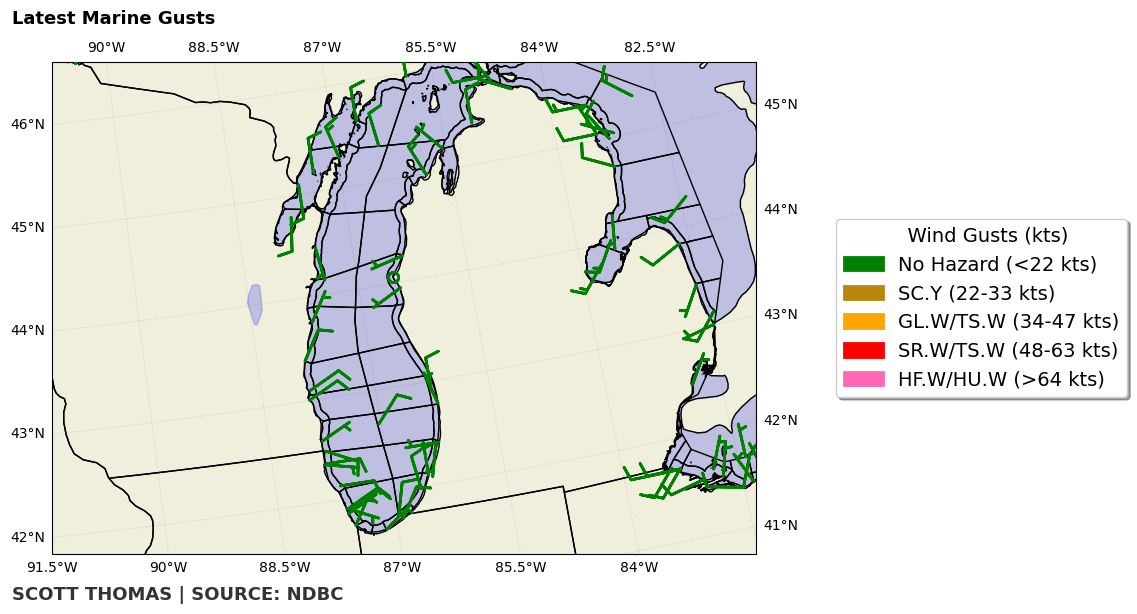 Latest Marine Gusts
90°W 88.5°W 87°W 85.5°W 84°W 82.5°W
46°N
45°N
44°N
43°N
42°N
45°N
44°N
43°N
42°N
41°N
91.5°W 90°W 88.5°W 87°W 85.5°W 84°W
Wind Gusts (kts)
No Hazard (<22 kts)
SC.Y (22-33 kts)
GL.W/TS.W (34-47 kts)
SR.W/TS.W (48-63 kts)
HF.W/HU.W (>64 kts)
SCOTT THOMAS | SOURCE: NDBC